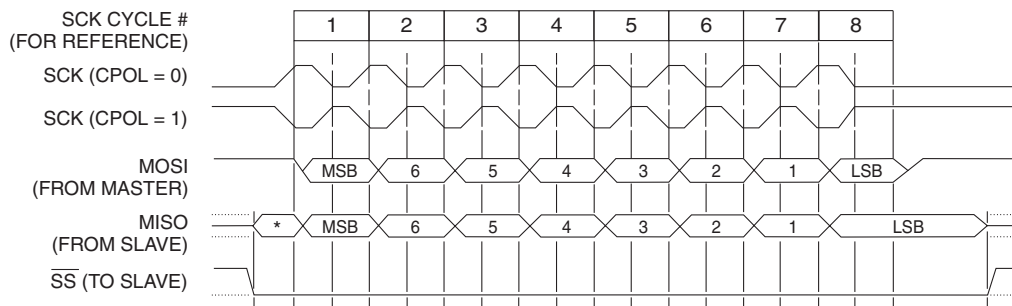 SCK CYCLE #
(FOR REFERENCE)
1 2 3 4 5 6 7 8
SCK (CPOL = 0)
SCK (CPOL = 1)
MOSI
(FROM MASTER)
MSB 6 5 4 3 2 1 LSB
MISO
(FROM SLAVE)
* MSB 6 5 4 3 2 1 LSB
S̅S̅ (TO SLAVE)